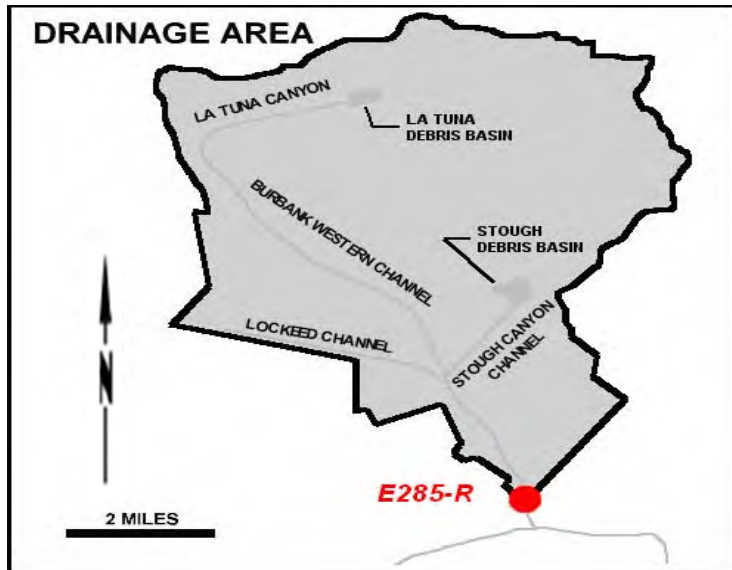 DRAINAGE AREA
LA TUNA CANYON
LA TUNA
DEBRIS BASIN
BURBANK WESTERN CHANNEL
STOUGH
DEBRIS BASIN
LOCKEED CHANNEL
STOUGH CANYON
CHANNEL
N
E285-R
2 MILES